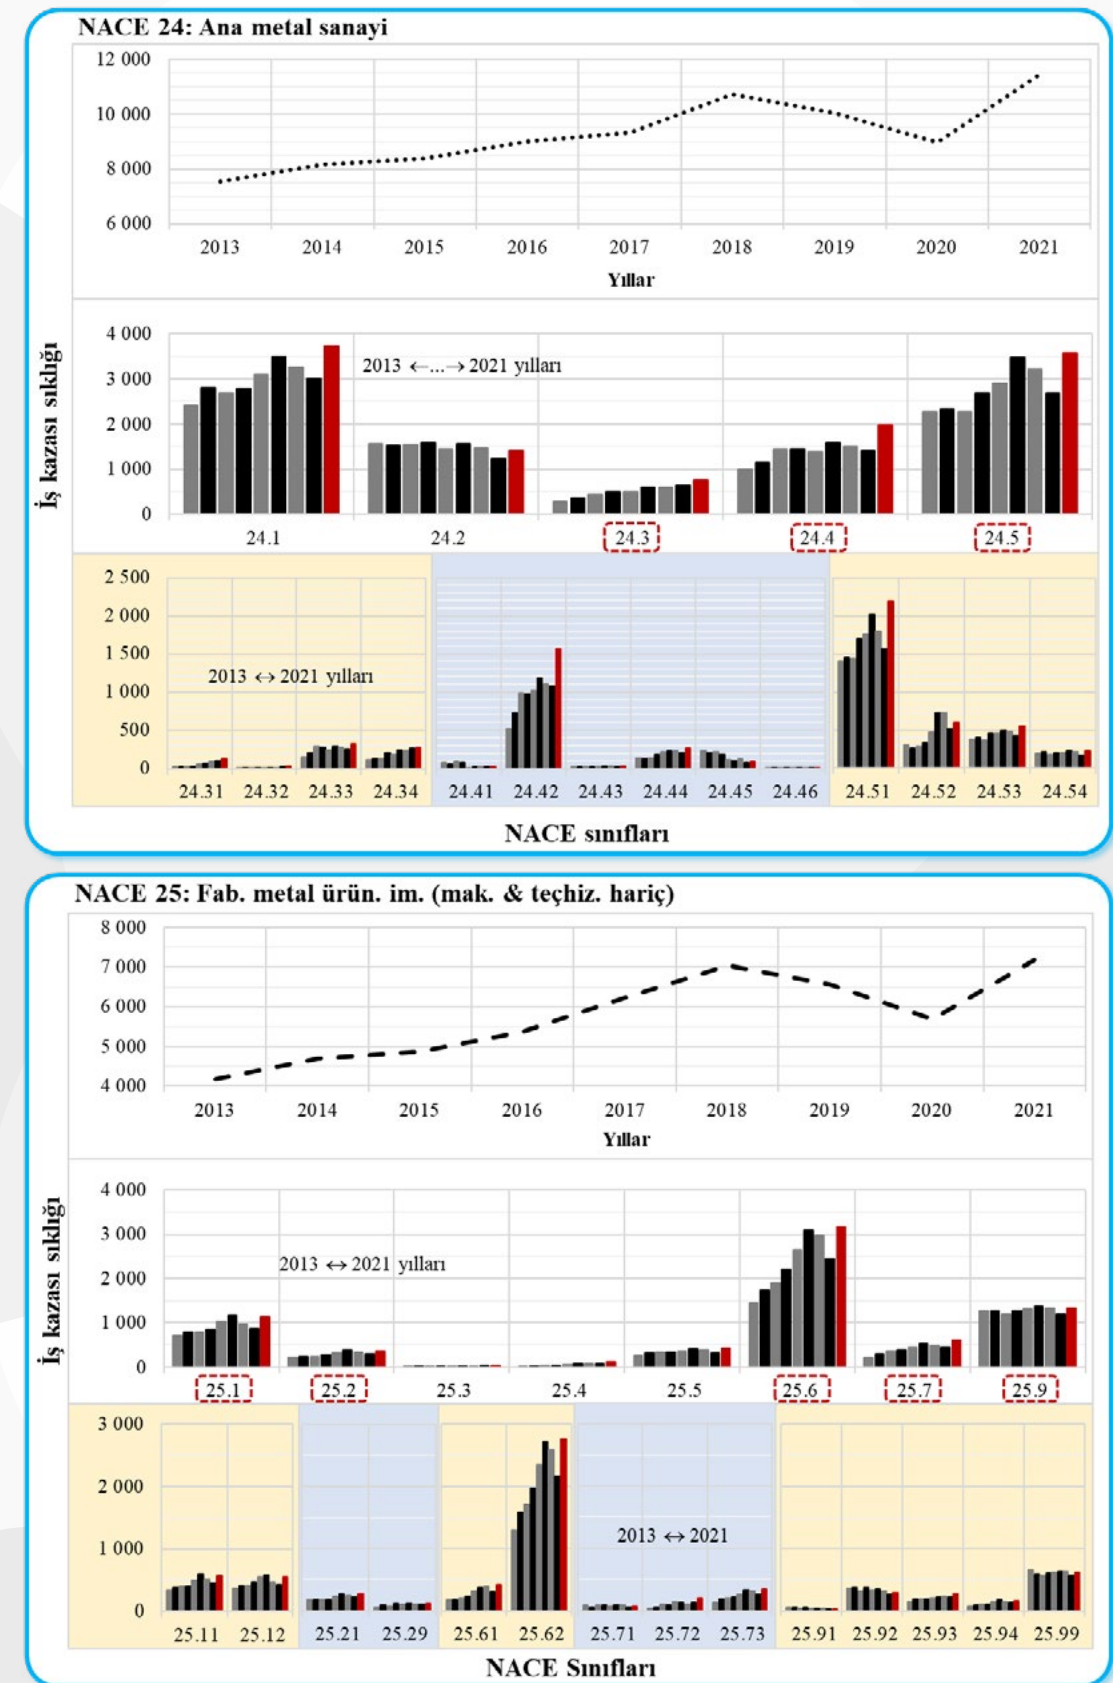 NACE 24: Ana metal sanayi
12 000
10 000
8 000
6 000
2013 2014 2015 2016 2017 2018 2019 2020 2021
Yıllar
İş kazası sıklığı
4 000
3 000
2 000
1 000
0
2013 ←...→ 2021 yılları
24.1 24.2 24.3 24.4 24.5
2 500
2 000
1 500
1 000
500
0
2013 ↔ 2021 yılları
24.31 24.32 24.33 24.34 24.41 24.42 24.43 24.44 24.45 24.46 24.51 24.52 24.53 24.54
NACE sınıfları
NACE 25: Fab. metal ürün. im. (mak. & teçhiz. hariç)
8 000
7 000
6 000
5 000
4 000
2013 2014 2015 2016 2017 2018 2019 2020 2021
Yıllar
İş kazası sıklığı
4 000
3 000
2 000
1 000
0
2013 ↔ 2021 yılları
25.1 25.2 25.3 25.4 25.5 25.6 25.7 25.9
3 000
2 000
1 000
0
2013 ↔ 2021
25.11 25.12 25.21 25.29 25.61 25.62 25.71 25.72 25.73 25.91 25.92 25.93 25.94 25.99
NACE Sınıfları